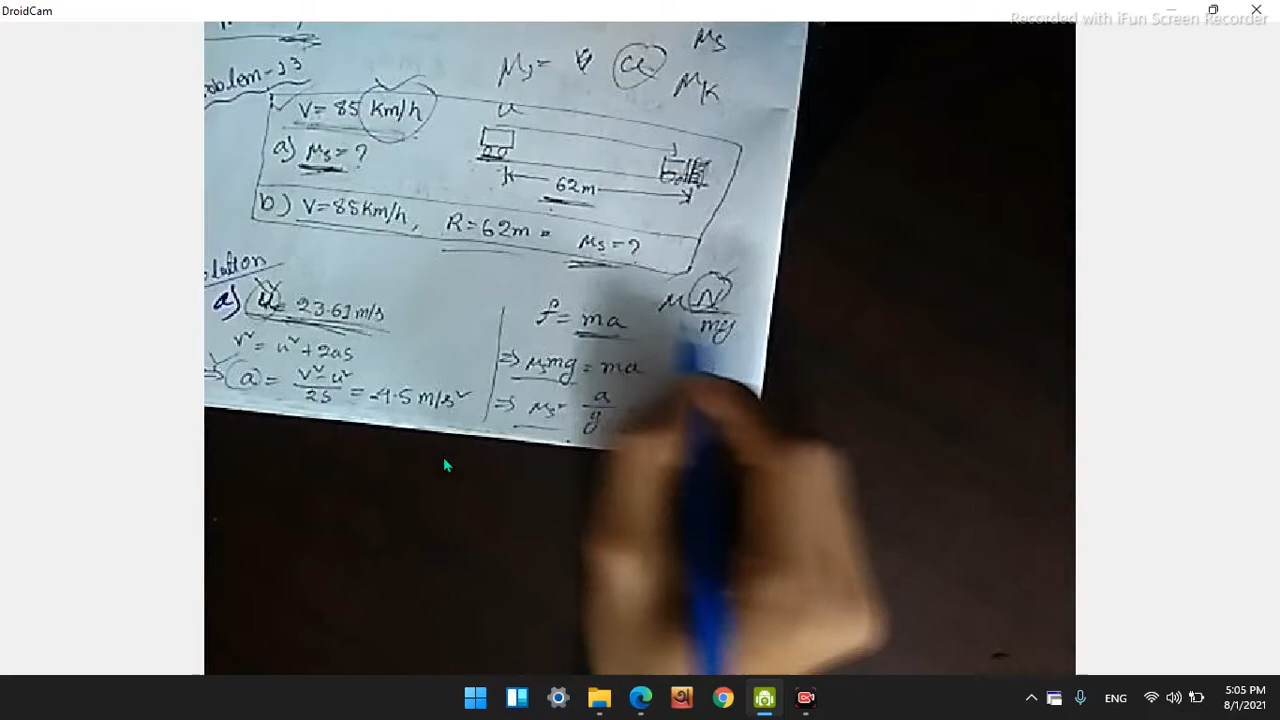 DroidCam
Recorded with iFun Screen Recorder
oblem-13
μs = ∀ a
μs
μK
V = 85 km/h
u
a) μs = ?
62m
b) V=85Km/h, R=62m = μs=?
lution
a) u = 23.61 m/s
v² = u² + 2as
⇒ a = v² - u² / 2s = -4.5 m/s²
f = ma
⇒ μsmg = ma
⇒ μs = a / g
μN
mg
ENG
5:05 PM
8/1/2021